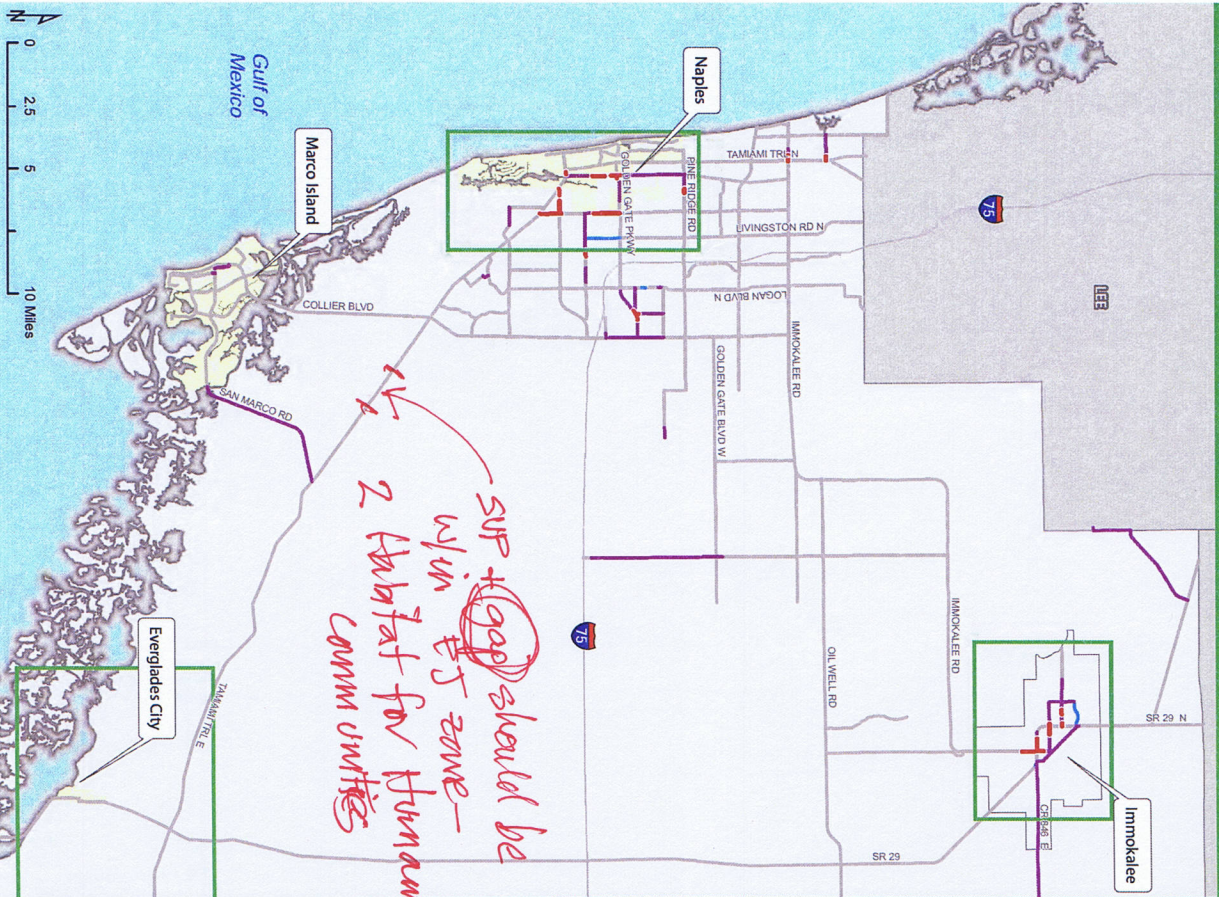 N
0
2.5
5
10 Miles
Gulf of
Mexico
Naples
Marco Island
Everglades City
Immokalee
LEE
75
75
TAMIAMI TRL N
PINE RIDGE RD
GOLDEN GATE PKWY
LIVINGSTON RD N
LOGAN BLVD N
IMMOKALEE RD
GOLDEN GATE BLVD W
COLLIER BLVD
SAN MARCO RD
OIL WELL RD
IMMOKALEE RD
SR 29 N
CR 846 E
SR 29
TAMIAMI TRL E
SUP + gap should be
w/in EJ zone-
2 Habitat for Human
communities